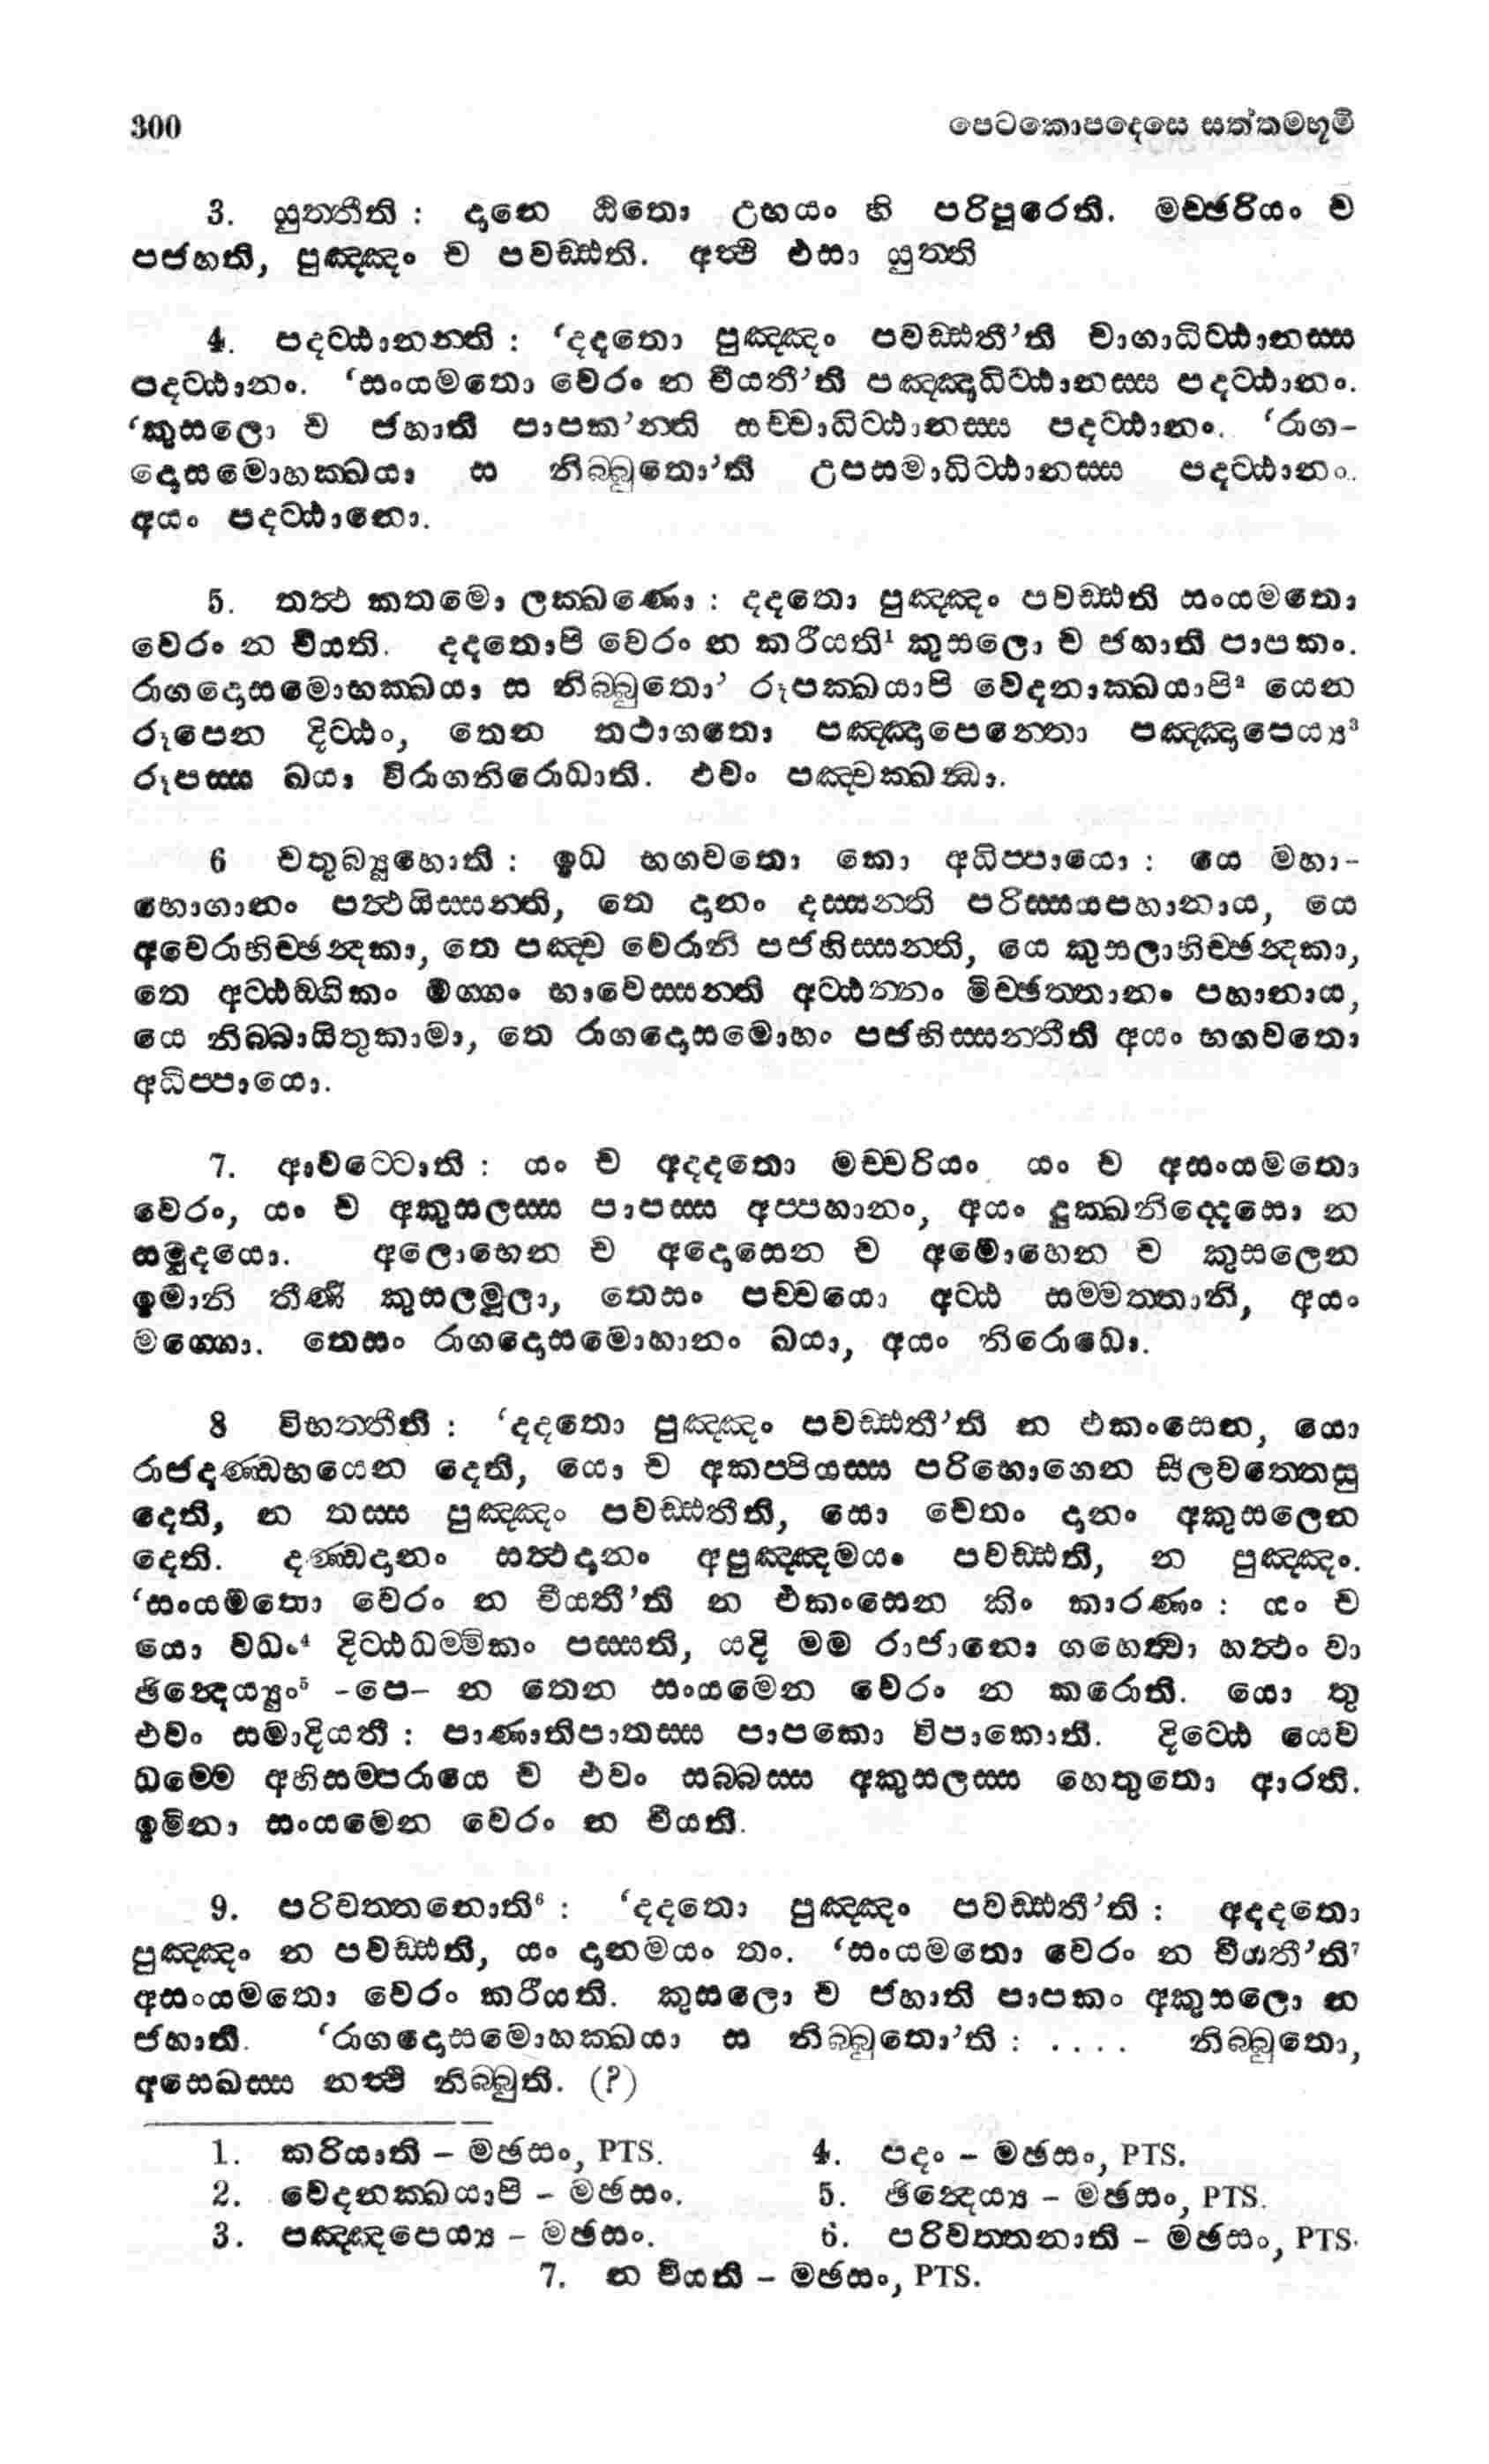 300 පෙටකොපදෙසෙ සත්තමභූමි
3. යුත්තීති : දානෙ ඨිතො උභයං හි පරිපූරෙති. මච්ඡරියං ච
පජහති, පුඤ්ඤං ච පවඩ්ඪති. අත්ථි එසා යුත්ති
4. පදට්ඨානන්ති : ‘දදතො පුඤ්ඤං පවඩ්ඪතී’ති චාගාධිට්ඨානස්ස
පදට්ඨානං. ‘සංයමතො වෙරං න චීයතී’ති පඤ්ඤාධිට්ඨානස්ස පදට්ඨානං.
‘කුසලො ච ජහාති පාපක’න්ති සච්චාධිට්ඨානස්ස පදට්ඨානං. ‘රාග-
දොසමොහක්ඛයා ස නිබ්බුතො’ති උපසමාධිට්ඨානස්ස පදට්ඨානං.
අයං පදට්ඨානො.
5. තත්ථ කතමො ලක්ඛණො : දදතො පුඤ්ඤං පවඩ්ඪති සංයමතො
වෙරං න චීයති. දදතොපි වෙරං න කරීයති¹ කුසලො ච ජහාති පාපකං.
රාගදොසමොහක්ඛයා ස නිබ්බුතො’ රූපක්ඛයාපි වෙදනාක්ඛයාපි² යෙන
රූපෙන දිට්ඨං, තෙන තථාගතො පඤ්ඤාපෙන්තො පඤ්ඤාපෙය්‍ය³
රූපස්ස ඛයා විරාගනිරොධාති. එවං පඤ්චක්ඛන්ධා.
6 චතුබ්‍යූහොති : ඉධ භගවතො කො අධිප්පායො : යෙ මහා-
භොගානං පත්ථයිස්සන්ති, තෙ දානං දස්සන්ති පරිස්සයපහානාය, යෙ
අවෙරාභිච්ඡන්දකා, තෙ පඤ්ච වෙරානි පජහිස්සන්ති, යෙ කුසලාභිච්ඡන්දකා,
තෙ අට්ඨඞ්ගිකං මග්ගං භාවෙස්සන්ති අට්ඨන්නං මිච්ඡත්තානං පහානාය,
යෙ නිබ්බායිතුකාමා, තෙ රාගදොසමොහං පජහිස්සන්තීති අයං භගවතො
අධිප්පායො.
7. ආවට්ටොති : යං ච අදදතො මච්චරියං යං ච අසංයමතො
වෙරං, යං ච අකුසලස්ස පාපස්ස අප්පහානං, අයං දුක්ඛනිද්දෙසො න
සමුදයො. අලොභෙන ච අදොසෙන ච අමොහෙන ච කුසලෙන
ඉමානි තීණි කුසලමූලා, තෙසං පච්චයො අට්ඨ සම්මත්තානි, අයං
මග්ගො. තෙසං රාගදොසමොහානං ඛයා, අයං නිරොධො.
8 විභත්තීති : ‘දදතො පුඤ්ඤං පවඩ්ඪතී’ති න එකංසෙන, යො
රාජදණ්ඩභයෙන දෙති, යො ච අකප්පියස්ස පරිභොගෙන සීලවන්තෙසු
දෙති, න තස්ස පුඤ්ඤං පවඩ්ඪතීති, සො චෙතං දානං අකුසලෙන
දෙති. දණ්ඩදානං සත්ථදානං අපුඤ්ඤමයං පවඩ්ඪති, න පුඤ්ඤං.
‘සංයමතො වෙරං න චීයතී’ති න එකංසෙන කිං කාරණං : යං ච
යො වධං⁴ දිට්ඨධම්මිකං පස්සති, යදි මම රාජානො ගහෙත්වා හත්ථං වා
ඡින්දෙය්‍යුං⁵ -පෙ- න තෙන සංයමෙන වෙරං න කරොති. යො තු
එවං සමාදියති : පාණාතිපාතස්ස පාපකො විපාකොති. දිට්ඨෙ යෙව
ධම්මෙ අභිසම්පරායෙ ච එවං සබ්බස්ස අකුසලස්ස හෙතුතො ආරති.
ඉමිනා සංයමෙන වෙරං න චීයති.
9. පරිවත්තනොති⁶ : ‘දදතො පුඤ්ඤං පවඩ්ඪතී’ති : අදදතො
පුඤ්ඤං න පවඩ්ඪති, යං දානමයං තං. ‘සංයමතො වෙරං න චීයතී’ති⁷
අසංයමතො වෙරං කරීයති. කුසලො ච ජහාති පාපකං අකුසලො න
ජහාති. ‘රාගදොසමොහක්ඛයා ස නිබ්බුතො’ති : .... නිබ්බුතො,
අසෙඛස්ස නත්ථි නිබ්බුති. (?)
1. කරියාති – මඡසං, PTS. 4. පදං – මඡසං, PTS.
2. වෙදනක්ඛයාපි – මඡසං. 5. ඡින්දෙය්‍ය – මඡසං, PTS.
3. පඤ්ඤපෙය්‍ය – මඡසං. 6. පරිවත්තනාති – මඡසං, PTS.
7. න චියති – මඡසං, PTS.